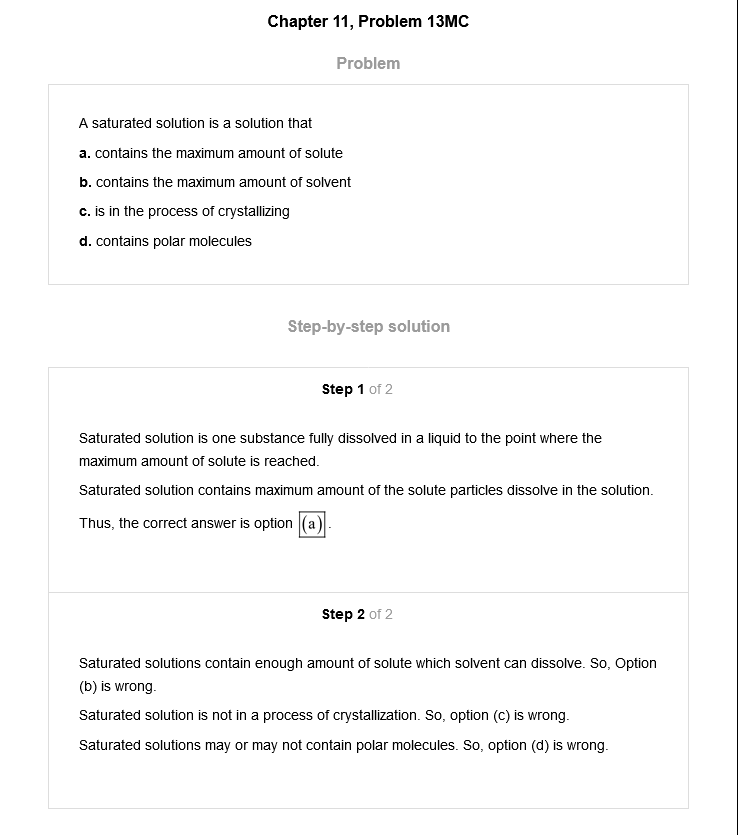 Chapter 11, Problem 13MC
Problem
A saturated solution is a solution that
a. contains the maximum amount of solute
b. contains the maximum amount of solvent
c. is in the process of crystallizing
d. contains polar molecules
Step-by-step solution
Step 1 of 2
Saturated solution is one substance fully dissolved in a liquid to the point where the
maximum amount of solute is reached.
Saturated solution contains maximum amount of the solute particles dissolve in the solution.
Thus, the correct answer is option (a).
Step 2 of 2
Saturated solutions contain enough amount of solute which solvent can dissolve. So, Option
(b) is wrong.
Saturated solution is not in a process of crystallization. So, option (c) is wrong.
Saturated solutions may or may not contain polar molecules. So, option (d) is wrong.